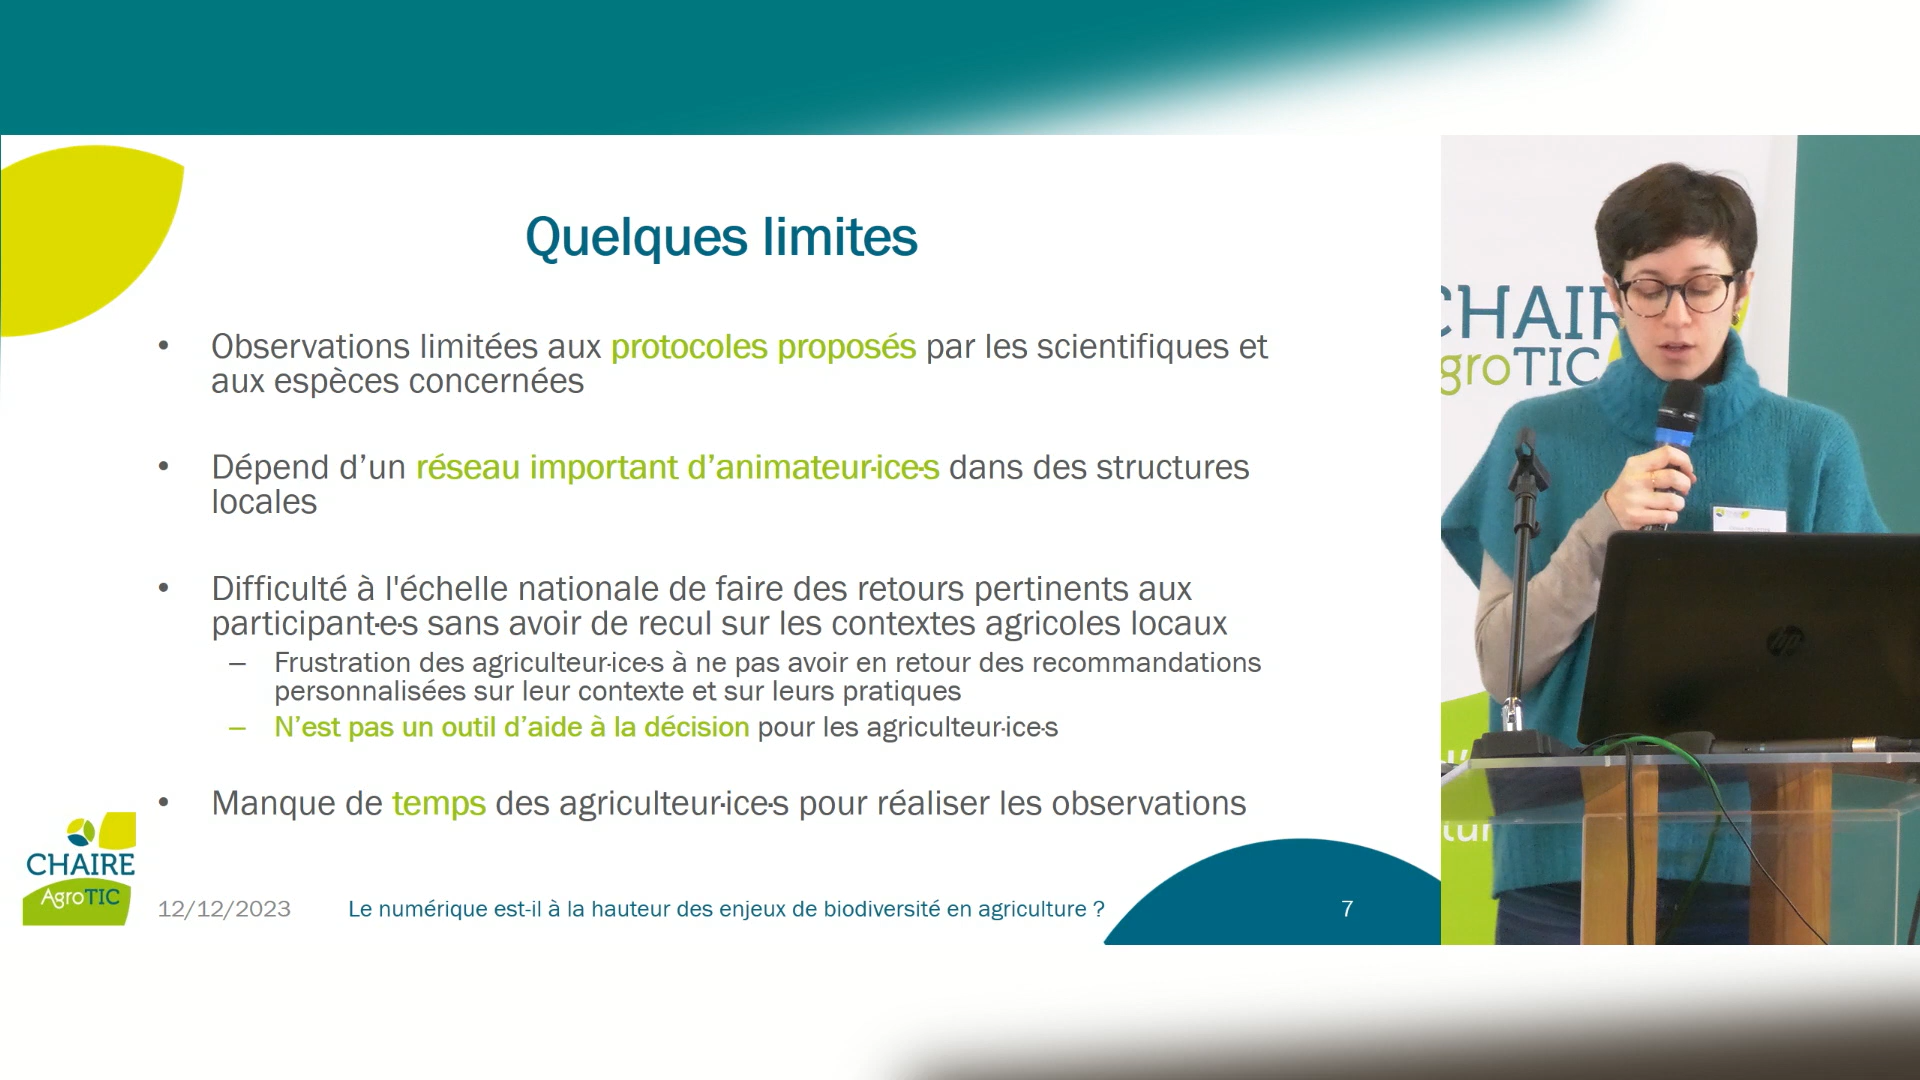 Quelques limites
• Observations limitées aux protocoles proposés par les scientifiques et
aux espèces concernées
• Dépend d’un réseau important d’animateur·ice·s dans des structures
locales
• Difficulté à l'échelle nationale de faire des retours pertinents aux
participant·e·s sans avoir de recul sur les contextes agricoles locaux
– Frustration des agriculteur·ice·s à ne pas avoir en retour des recommandations
personnalisées sur leur contexte et sur leurs pratiques
– N’est pas un outil d’aide à la décision pour les agriculteur·ice·s
• Manque de temps des agriculteur·ice·s pour réaliser les observations
CHAIRE
AgroTIC
12/12/2023
Le numérique est-il à la hauteur des enjeux de biodiversité en agriculture ?
7
CHAIR
groTIC
hp